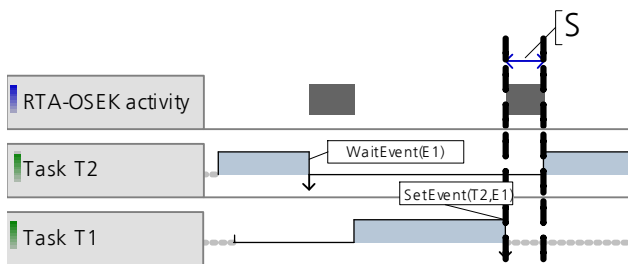 S
RTA-OSEK activity
Task T2
WaitEvent(E1)
SetEvent(T2,E1)
Task T1